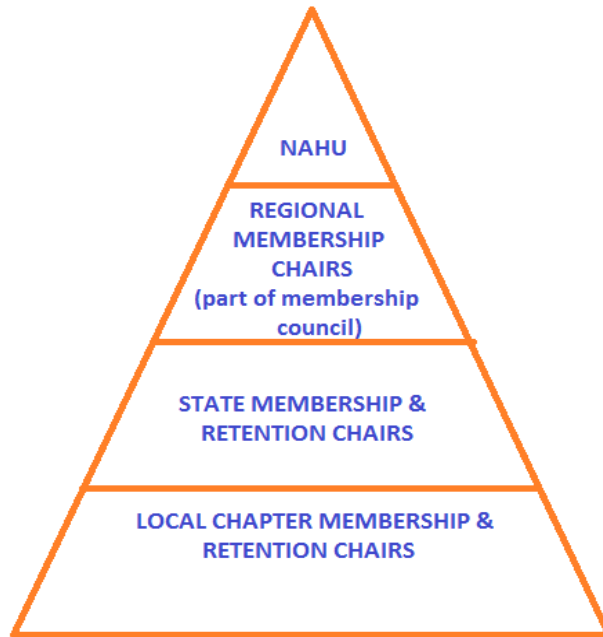 NAHU
REGIONAL
MEMBERSHIP
CHAIRS
(part of membership
council)
STATE MEMBERSHIP &
RETENTION CHAIRS
LOCAL CHAPTER MEMBERSHIP &
RETENTION CHAIRS